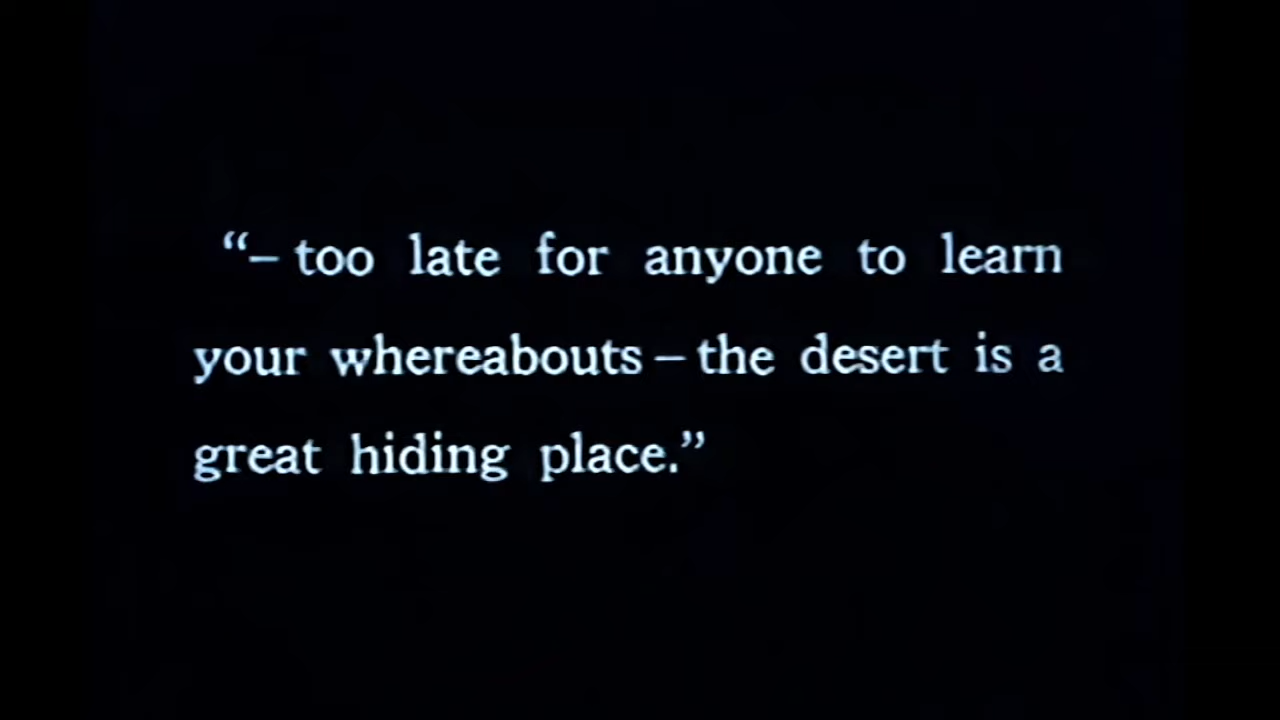 “– too late for anyone to learn
your whereabouts – the desert is a
great hiding place.”